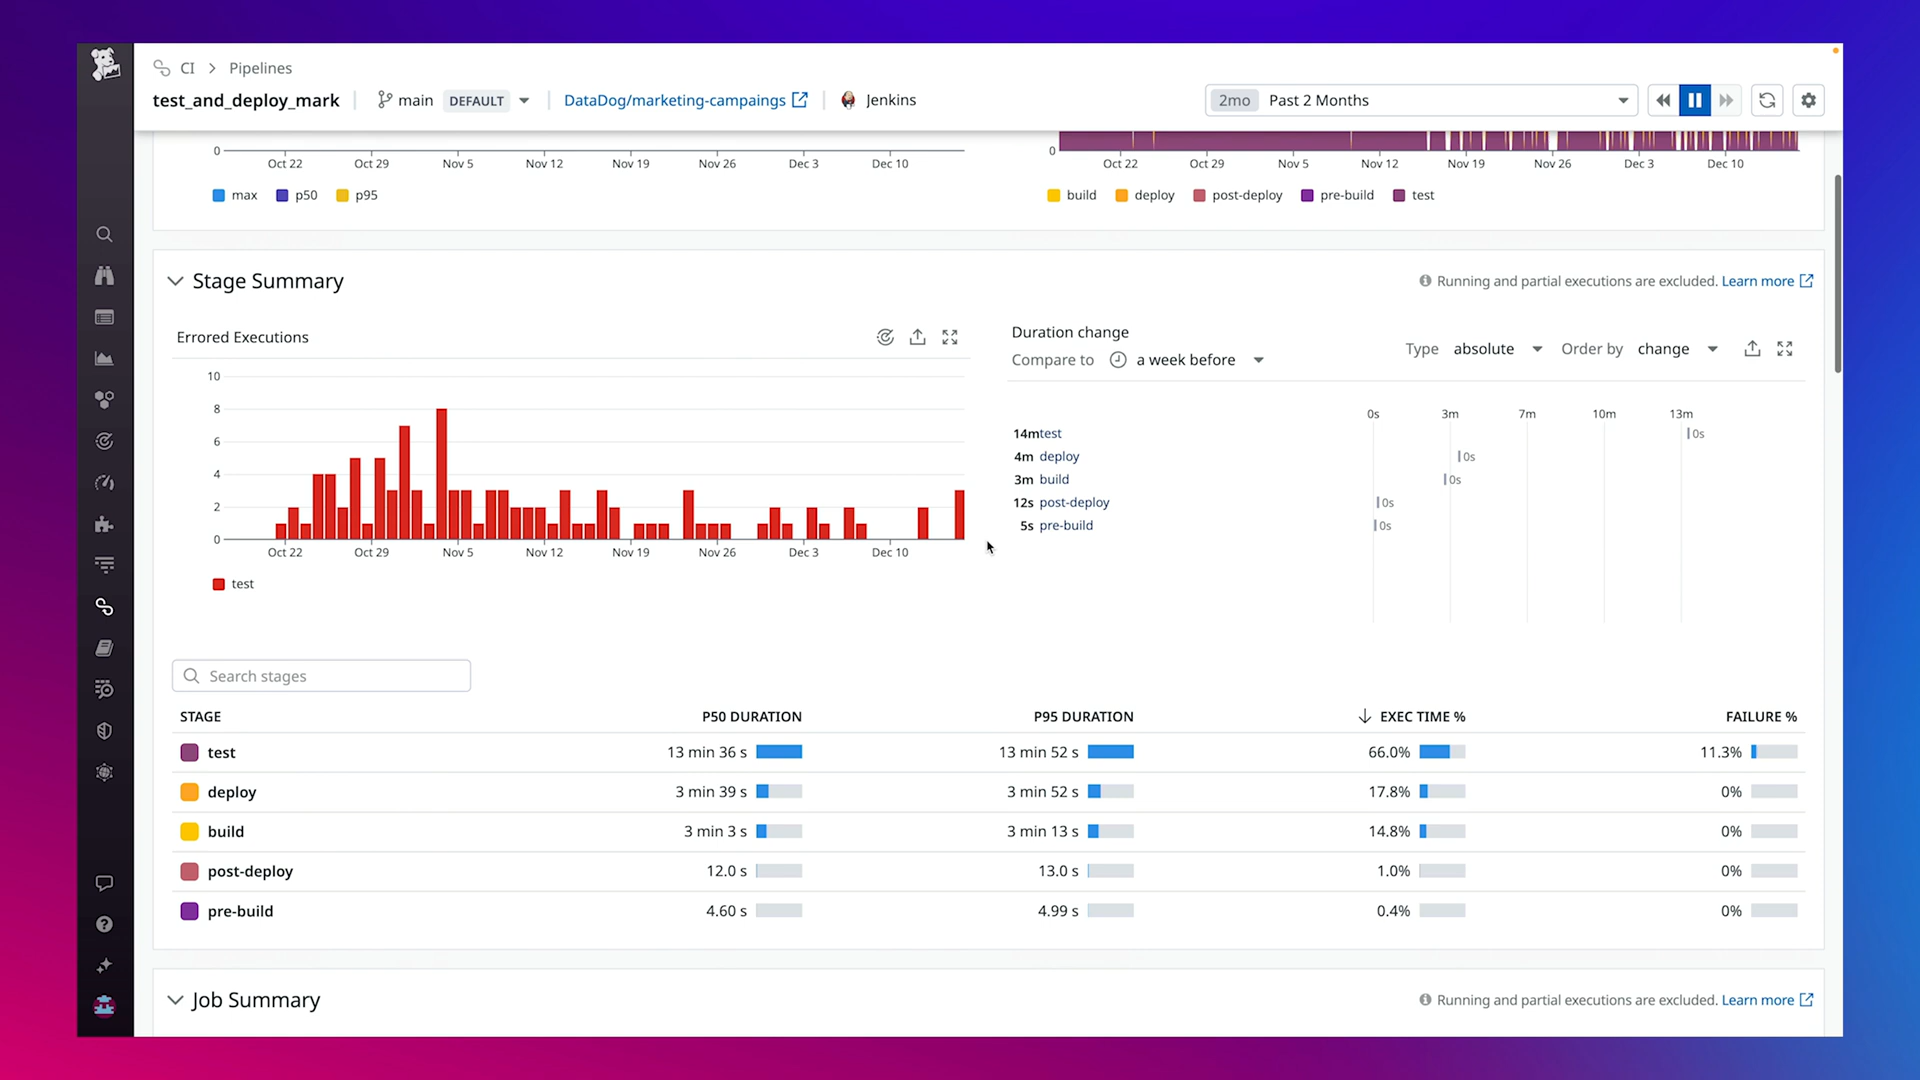 CI > Pipelines
test_and_deploy_mark main DEFAULT DataDog/marketing-campaings Jenkins 2mo Past 2 Months
0 Oct 22 Oct 29 Nov 5 Nov 12 Nov 19 Nov 26 Dec 3 Dec 10
max p50 p95
0 Oct 22 Oct 29 Nov 5 Nov 12 Nov 19 Nov 26 Dec 3 Dec 10
build deploy post-deploy pre-build test
Stage Summary Running and partial executions are excluded. Learn more
Errored Executions
10
8
6
4
2
0
Oct 22 Oct 29 Nov 5 Nov 12 Nov 19 Nov 26 Dec 3 Dec 10
test
Duration change
Compare to a week before Type absolute Order by change
0s 3m 7m 10m 13m
14m test 0s
4m deploy 0s
3m build 0s
12s post-deploy 0s
5s pre-build 0s
Search stages
STAGE P50 DURATION P95 DURATION EXEC TIME % FAILURE %
test 13 min 36 s 13 min 52 s 66.0% 11.3%
deploy 3 min 39 s 3 min 52 s 17.8% 0%
build 3 min 3 s 3 min 13 s 14.8% 0%
post-deploy 12.0 s 13.0 s 1.0% 0%
pre-build 4.60 s 4.99 s 0.4% 0%
Job Summary Running and partial executions are excluded. Learn more